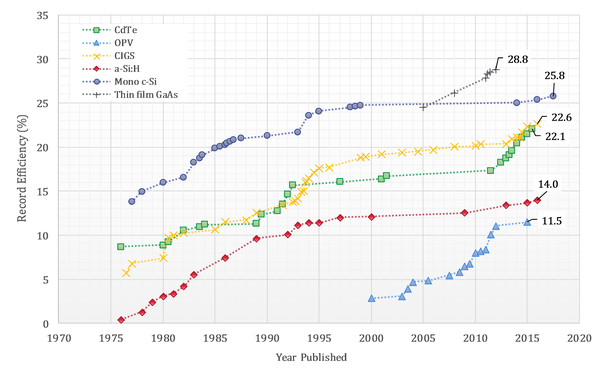 35
30
25
20
15
10
5
0
Record Efficiency (%)
CdTe
OPV
CIGS
a-Si:H
Mono c-Si
Thin film GaAs
28.8
25.8
22.6
22.1
14.0
11.5
1970 1975 1980 1985 1990 1995 2000 2005 2010 2015 2020
Year Published